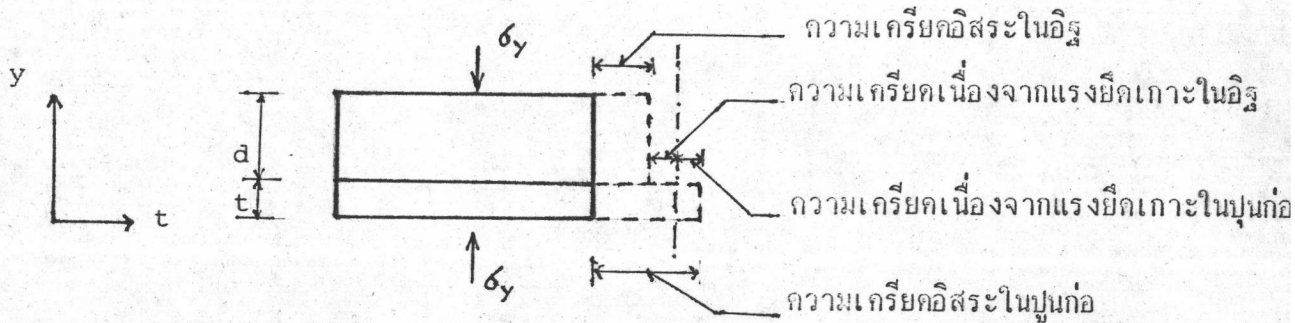 ความเครียดอิสระในอิฐ
σy
y
ความเครียดเนื่องจากแรงยึดเกาะในอิฐ
d
t
t
ความเครียดเนื่องจากแรงยึดเกาะในปูนก่อ
σy
ความเครียดอิสระในปูนก่อ